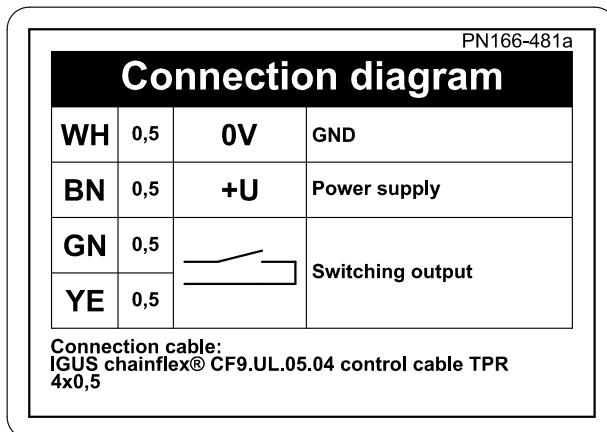 PN166-481a
Connection diagram
WH 0,5 0V GND
BN 0,5 +U Power supply
GN 0,5
Switching output
YE 0,5
Connection cable:
IGUS chainflex® CF9.UL.05.04 control cable TPR
4x0,5